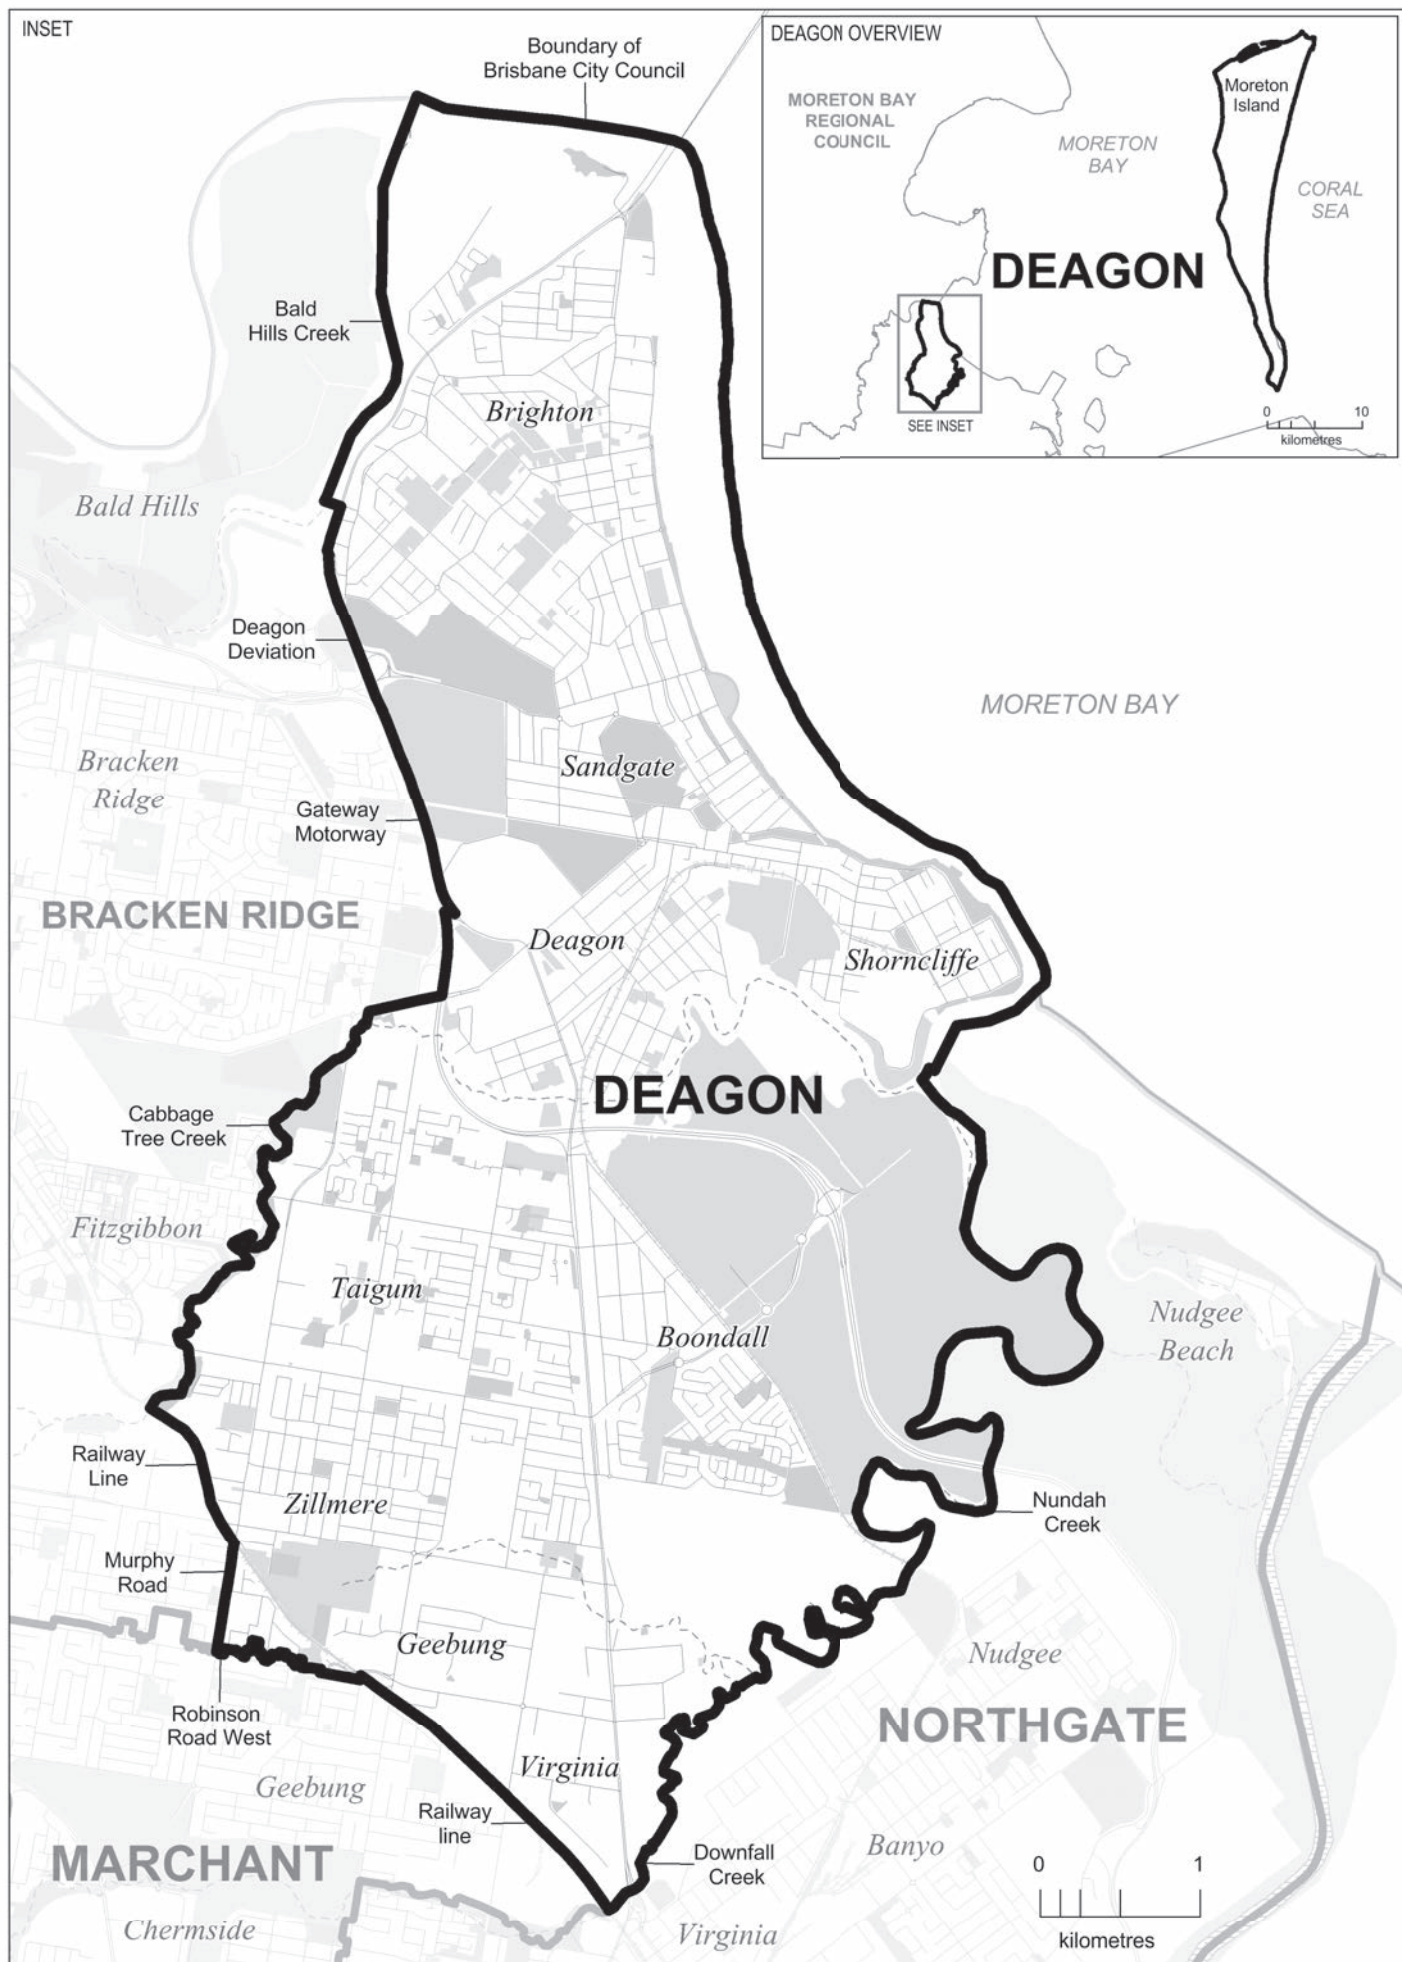 INSET
Boundary of
Brisbane City Council
DEAGON OVERVIEW
MORETON BAY
REGIONAL
COUNCIL
MORETON
BAY
Moreton
Island
CORAL
SEA
DEAGON
SEE INSET
0 10
kilometres
Bald
Hills Creek
Brighton
Bald Hills
Deagon
Deviation
MORETON BAY
Bracken
Ridge
Sandgate
Gateway
Motorway
BRACKEN RIDGE
Deagon
Shorncliffe
DEAGON
Cabbage
Tree Creek
Fitzgibbon
Taigum
Boondall
Nudgee
Beach
Railway
Line
Zillmere
Nundah
Creek
Murphy
Road
Geebung
Nudgee
Robinson
Road West
NORTHGATE
Geebung
Virginia
Railway
line
MARCHANT
Downfall
Creek
Banyo
0 1
kilometres
Chermside
Virginia